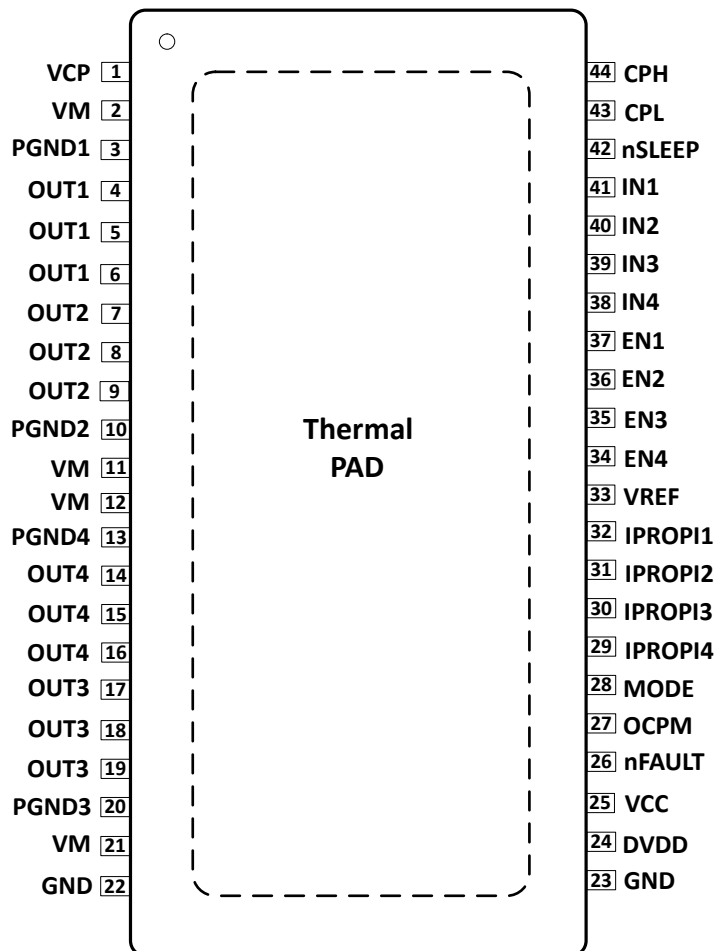 VCP 1
VM 2
PGND1 3
OUT1 4
OUT1 5
OUT1 6
OUT2 7
OUT2 8
OUT2 9
PGND2 10
VM 11
VM 12
PGND4 13
OUT4 14
OUT4 15
OUT4 16
OUT3 17
OUT3 18
OUT3 19
PGND3 20
VM 21
GND 22
Thermal
PAD
44 CPH
43 CPL
42 nSLEEP
41 IN1
40 IN2
39 IN3
38 IN4
37 EN1
36 EN2
35 EN3
34 EN4
33 VREF
32 IPROPI1
31 IPROPI2
30 IPROPI3
29 IPROPI4
28 MODE
27 OCPM
26 nFAULT
25 VCC
24 DVDD
23 GND